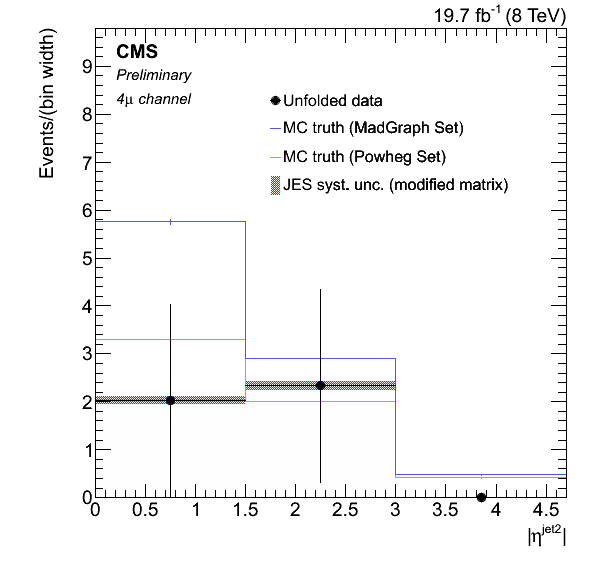 19.7 fb⁻¹ (8 TeV)
Events/(bin width)
CMS
Preliminary
4μ channel
Unfolded data
MC truth (MadGraph Set)
MC truth (Powheg Set)
JES syst. unc. (modified matrix)
9
8
7
6
5
4
3
2
1
0
0 0.5 1 1.5 2 2.5 3 3.5 4 4.5
|η^jet2|